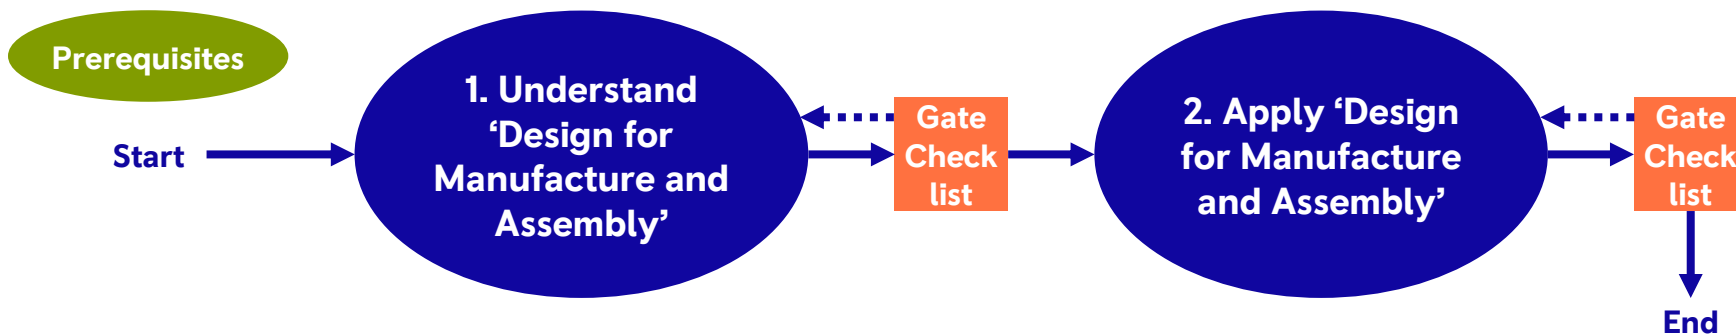 Prerequisites
Start
1. Understand
‘Design for
Manufacture and
Assembly’
Gate
Check
list
2. Apply ‘Design
for Manufacture
and Assembly’
Gate
Check
list
End